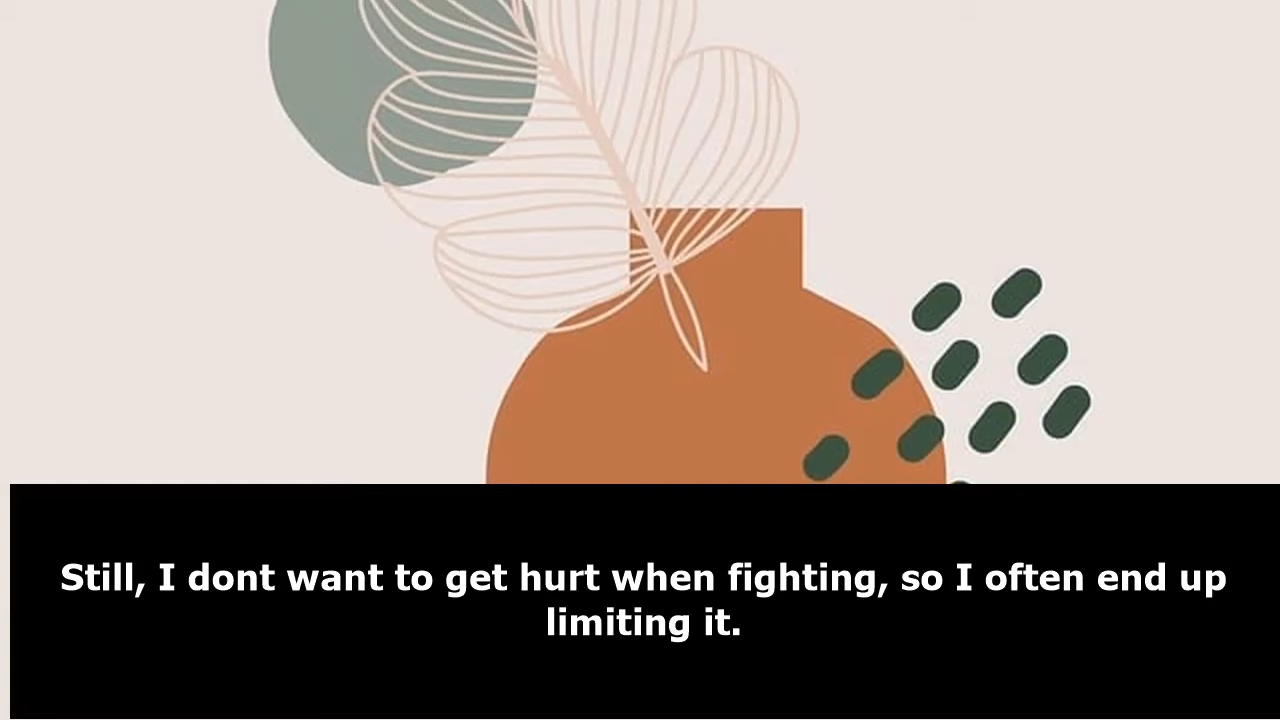 Still, I dont want to get hurt when fighting, so I often end up
limiting it.